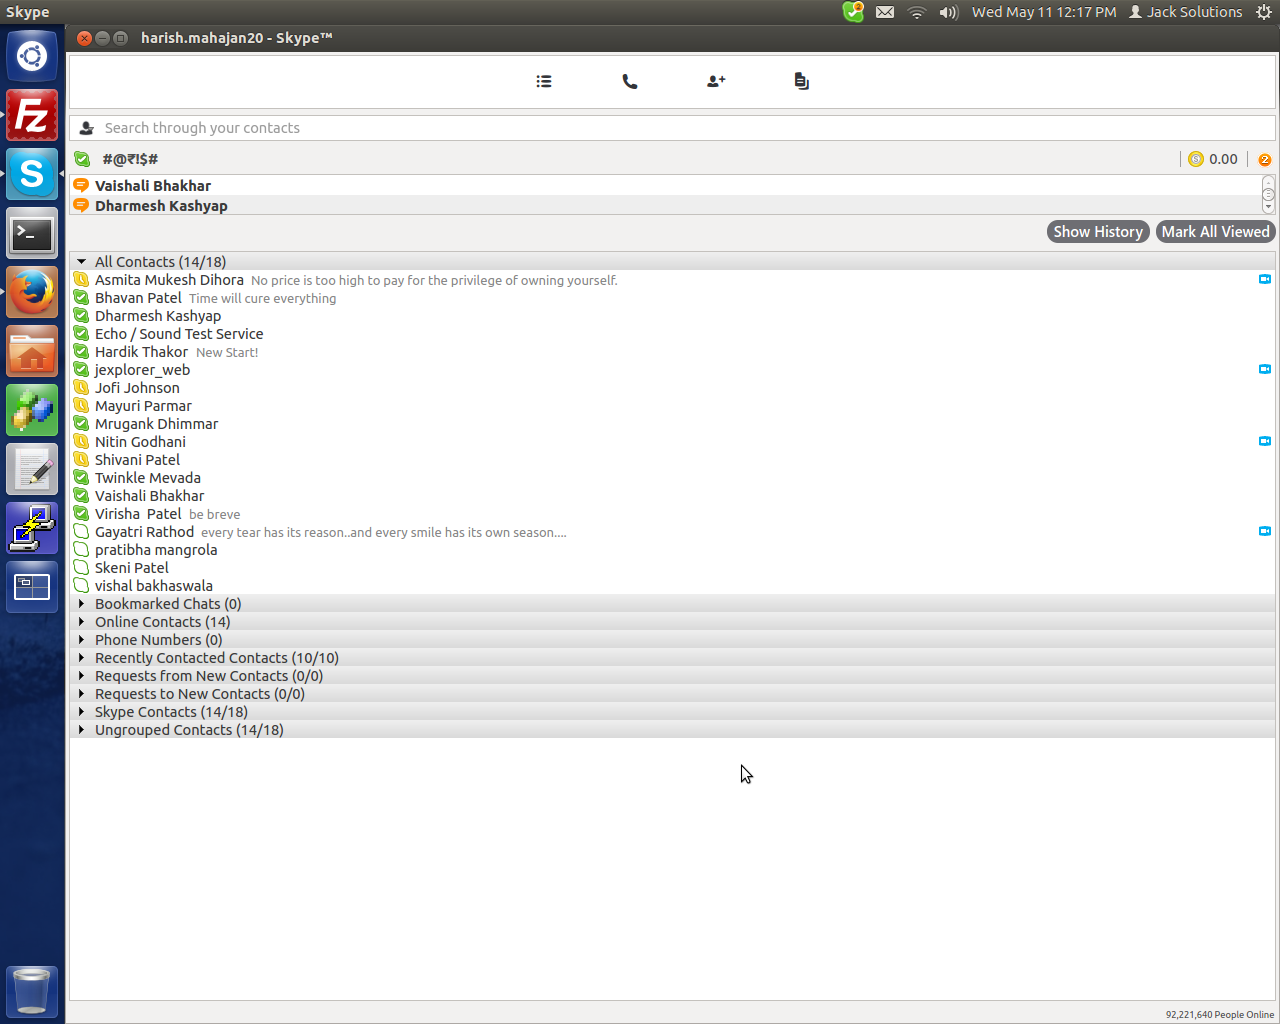 Skype
2
Wed May 11 12:17 PM
Jack Solutions
harish.mahajan20 - Skype™
Search through your contacts
#@₹!$#
0.00
2
Vaishali Bhakhar
Dharmesh Kashyap
Show History
Mark All Viewed
All Contacts (14/18)
Asmita Mukesh Dihora No price is too high to pay for the privilege of owning yourself.
Bhavan Patel Time will cure everything
Dharmesh Kashyap
Echo / Sound Test Service
Hardik Thakor New Start!
jexplorer_web
Jofi Johnson
Mayuri Parmar
Mrugank Dhimmar
Nitin Godhani
Shivani Patel
Twinkle Mevada
Vaishali Bhakhar
Virisha  Patel be breve
Gayatri Rathod every tear has its reason..and every smile has its own season....
pratibha mangrola
Skeni Patel
vishal bakhaswala
Bookmarked Chats (0)
Online Contacts (14)
Phone Numbers (0)
Recently Contacted Contacts (10/10)
Requests from New Contacts (0/0)
Requests to New Contacts (0/0)
Skype Contacts (14/18)
Ungrouped Contacts (14/18)
92,221,640 People Online
Fz
S
>_